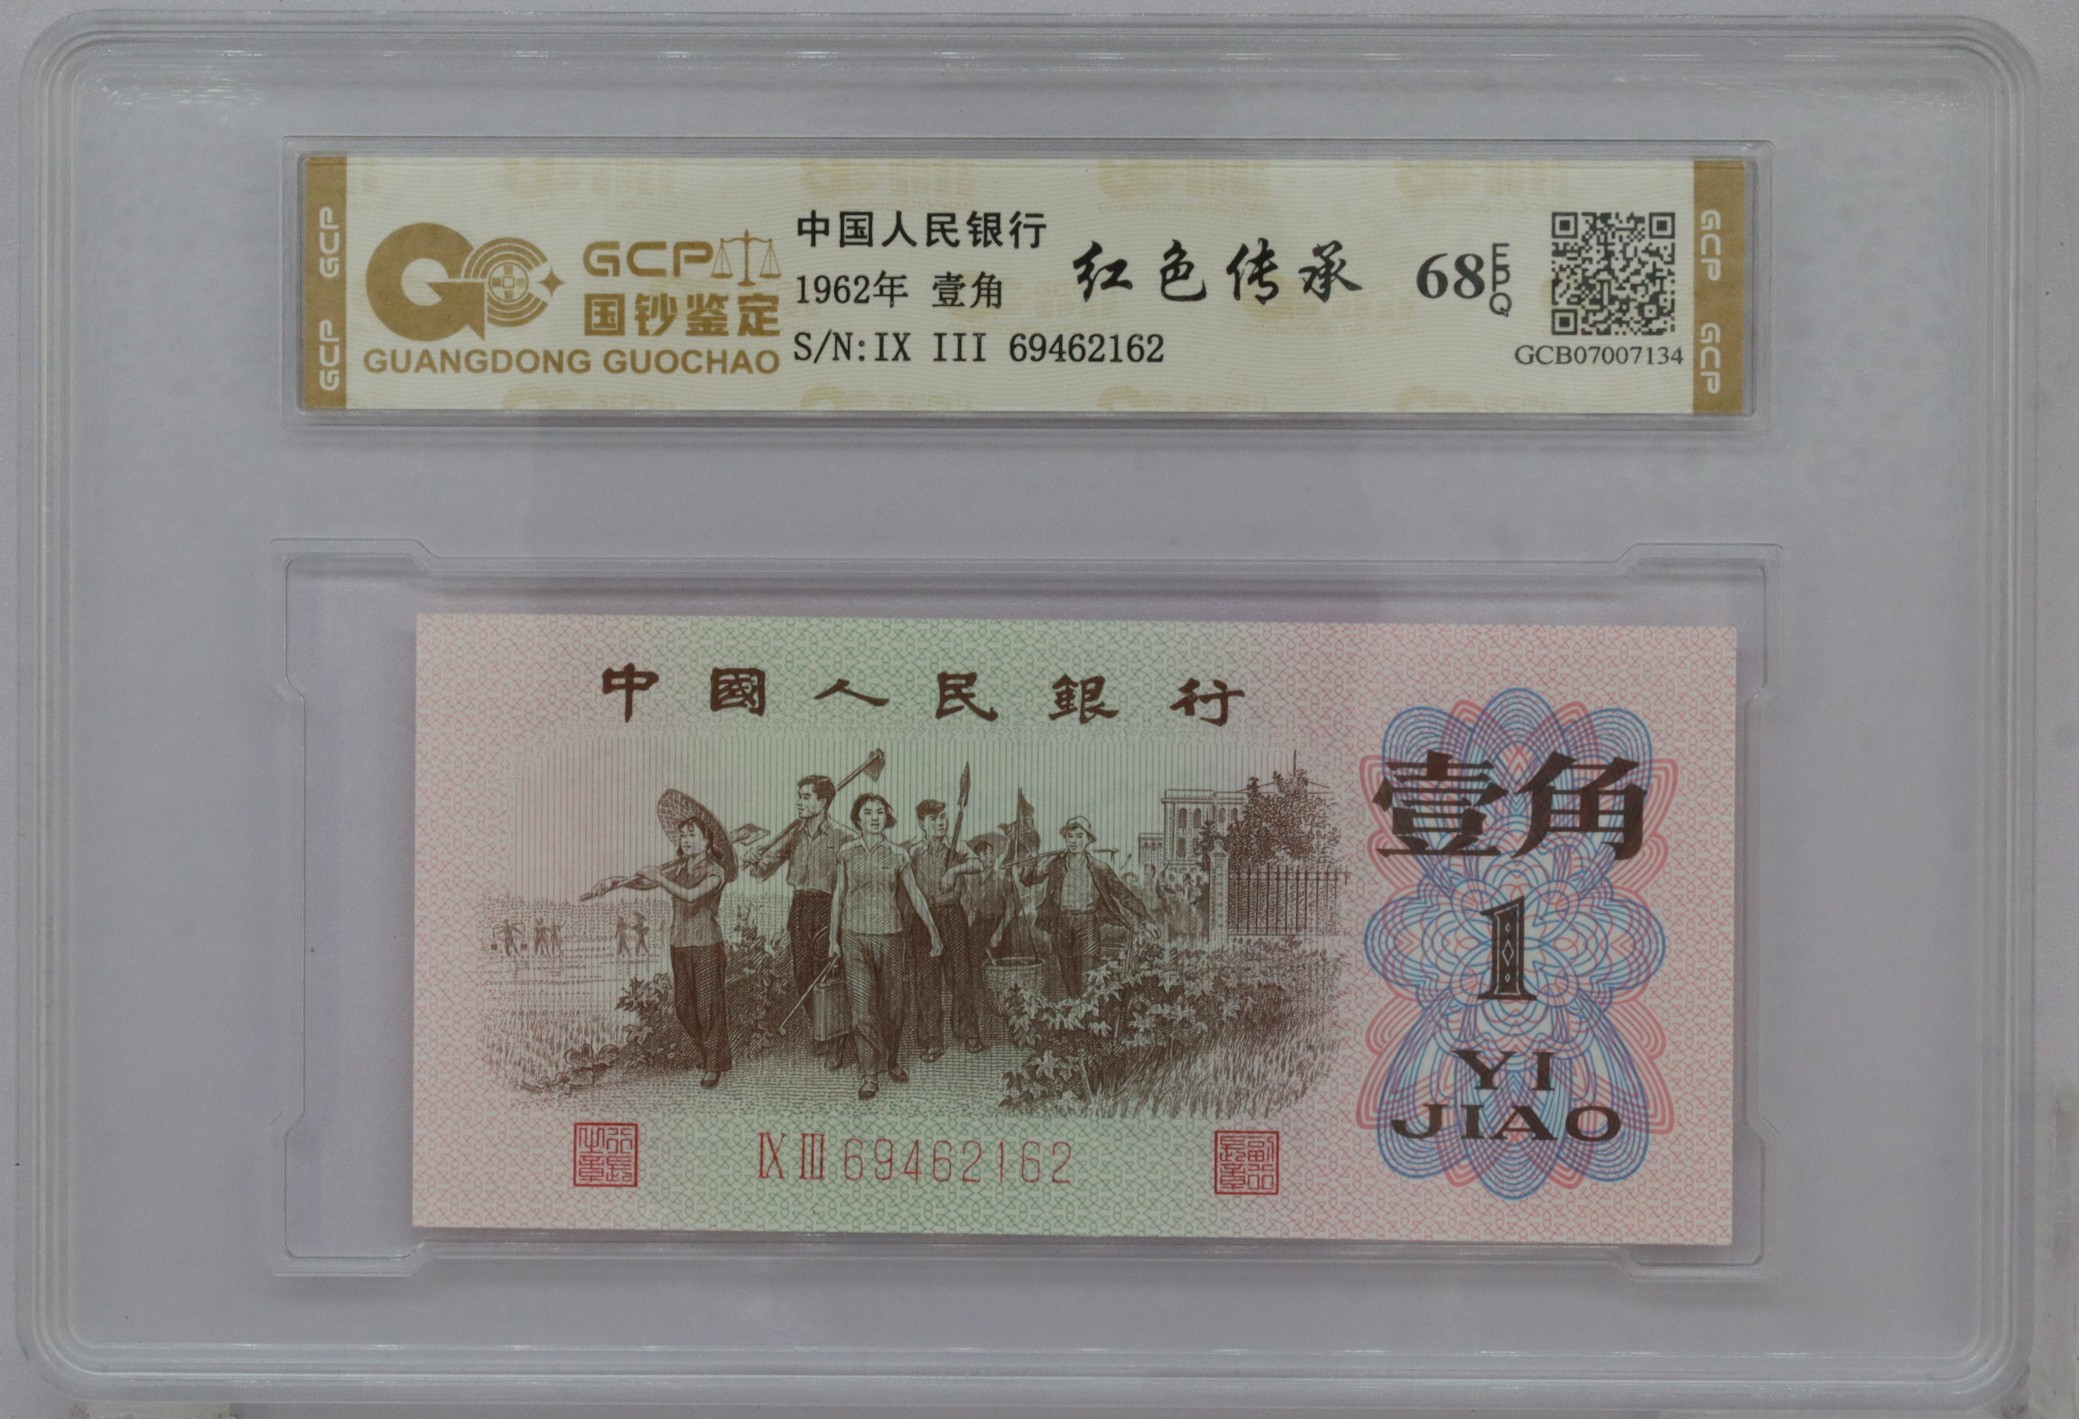 GCP
GCP
GCP
国钞鉴定
GUANGDONG GUOCHAO
中国人民银行
1962年 壹角
S/N:IX III 69462162
红色传承
68
EPQ
GCB07007134
GCP
GCP
中國人民銀行
壹角
1
YI
JIAO
IX III 69462162